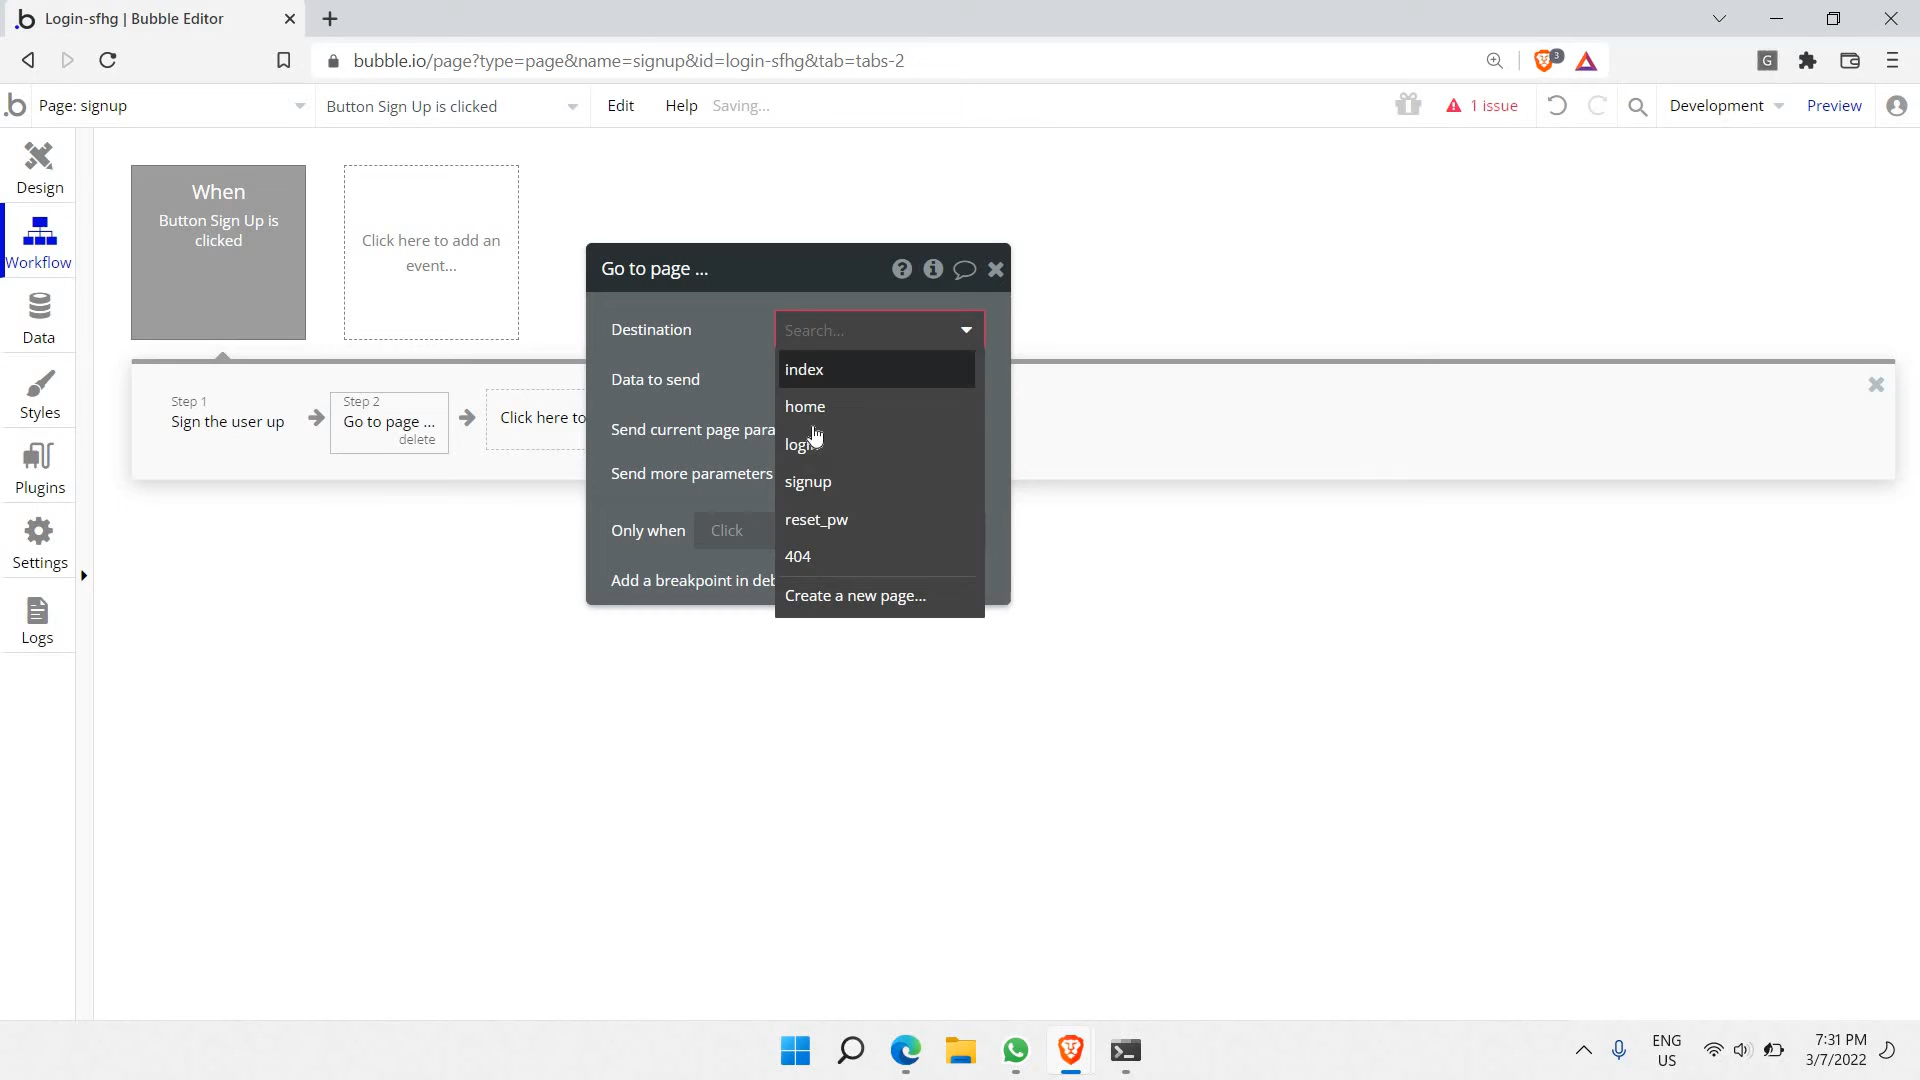 Login-sfhg | Bubble Editor
bubble.io/page?type=page&name=signup&id=login-sfhg&tab=tabs-2
3
G
b
Page: signup
Button Sign Up is clicked
Edit
Help
Saving...
1 issue
Development
Preview
Design
Workflow
Data
Styles
Plugins
Settings
Logs
When
Button Sign Up is
clicked
Click here to add an
event...
Step 1
Sign the user up
Step 2
Go to page ...
delete
Click here to
Go to page ...
Destination
Search...
Data to send
Send current page para
Send more parameters
Only when
Click
Add a breakpoint in deb
index
home
login
signup
reset_pw
404
Create a new page...
ENG
US
7:31 PM
3/7/2022